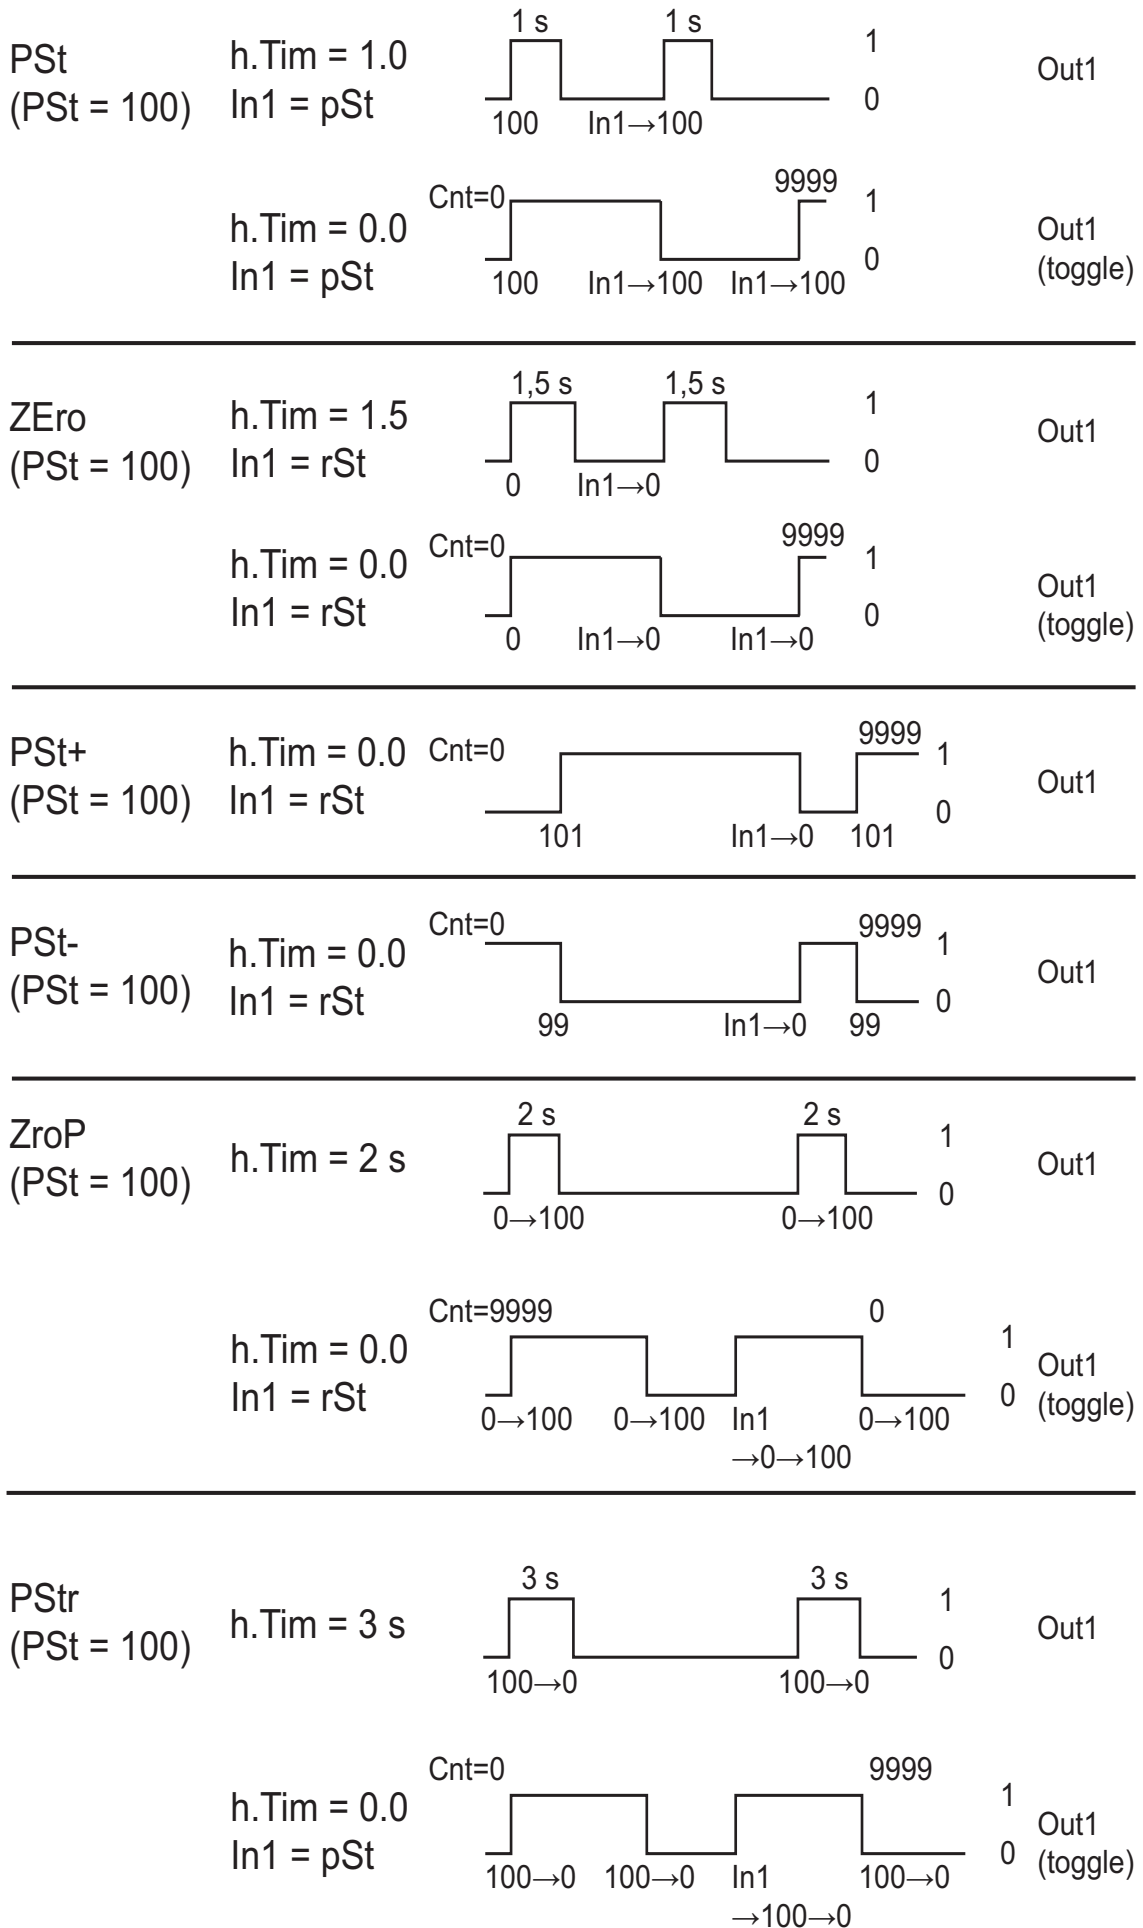 1 s 1 s
PSt h.Tim = 1.0 1 Out1
(PSt = 100) In1 = pSt 0
100 In1→100
Cnt=0 9999 1
h.Tim = 0.0 Out1
In1 = pSt 0 (toggle)
100 In1→100 In1→100
1,5 s 1,5 s
ZEro h.Tim = 1.5 1 Out1
(PSt = 100) In1 = rSt 0
0 In1→0
Cnt=0 9999 1
h.Tim = 0.0 Out1
In1 = rSt 0 (toggle)
0 In1→0 In1→0
9999
PSt+ h.Tim = 0.0 Cnt=0 1 Out1
(PSt = 100) In1 = rSt 0
101 In1→0 101
Cnt=0 9999
PSt- h.Tim = 0.0 1 Out1
(PSt = 100) In1 = rSt 0
99 In1→0 99
2 s 2 s
ZroP h.Tim = 2 s 1 Out1
(PSt = 100) 0
0→100 0→100
Cnt=9999 0
h.Tim = 0.0 1 Out1
In1 = rSt 0 (toggle)
0→100 0→100 In1 0→100
→0→100
3 s 3 s
PStr h.Tim = 3 s 1 Out1
(PSt = 100) 0
100→0 100→0
Cnt=0 9999
h.Tim = 0.0 1 Out1
In1 = pSt 0 (toggle)
100→0 100→0 In1 100→0
→100→0